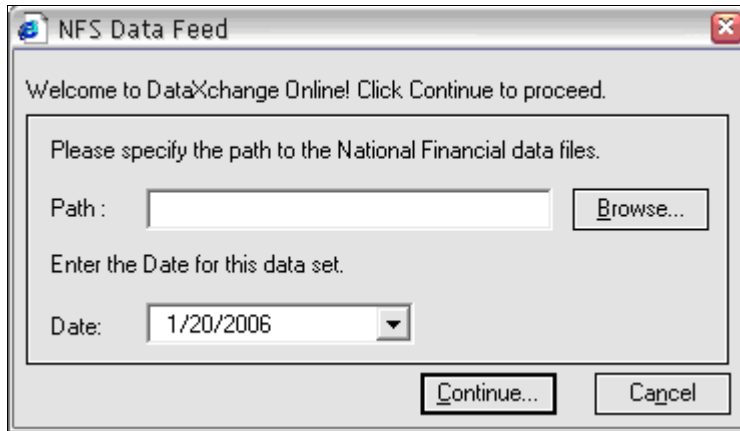 NFS Data Feed
Welcome to DataXchange Online! Click Continue to proceed.
Please specify the path to the National Financial data files.
Path :
Browse...
Enter the Date for this data set.
Date:
1/20/2006
Continue...
Cancel